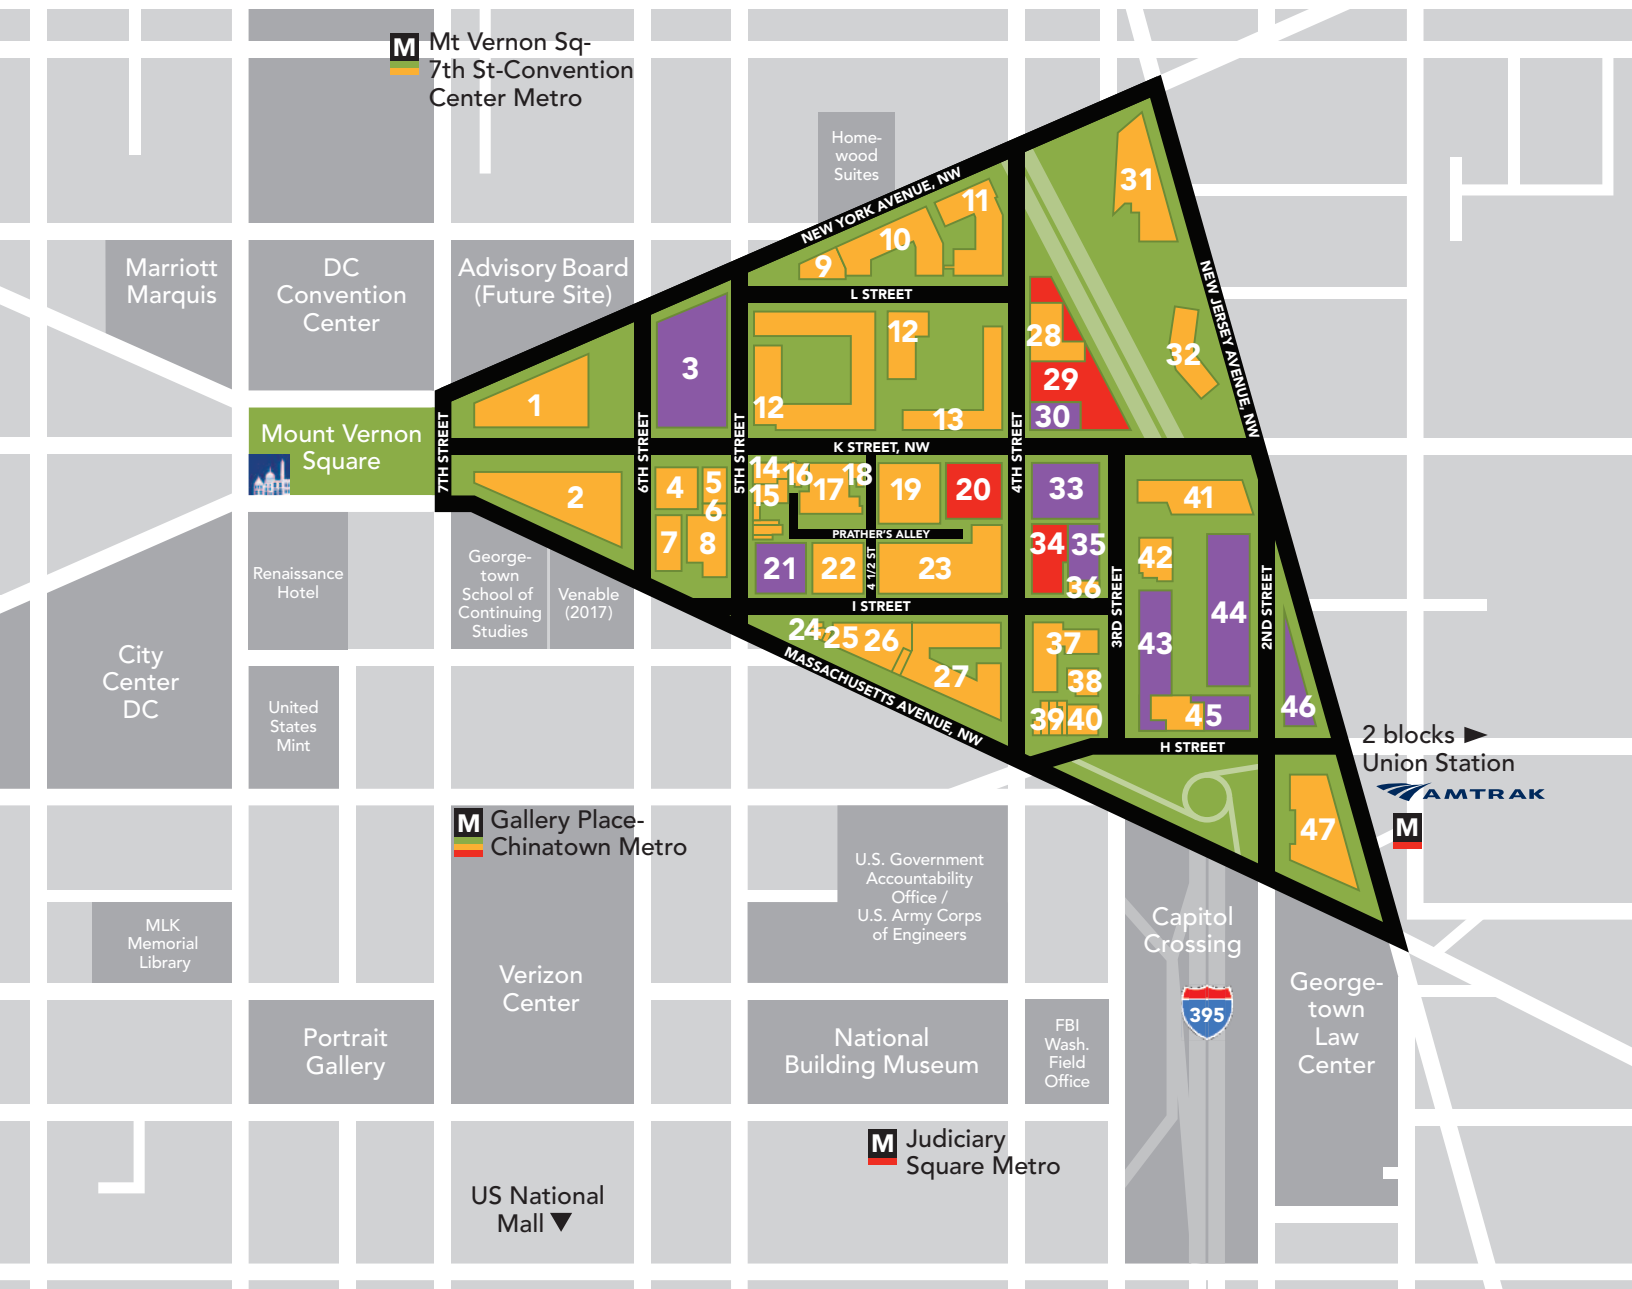 M Mt Vernon Sq-
7th St-Convention
Center Metro
Home-
wood
Suites
Marriott
Marquis
DC
Convention
Center
Advisory Board
(Future Site)
NEW YORK AVENUE, NW
NEW JERSEY AVENUE, NW
L STREET
K STREET, NW
PRATHER'S ALLEY
I STREET
H STREET
MASSACHUSETTS AVENUE, NW
7TH STREET
6TH STREET
5TH STREET
4 1/2 ST
4TH STREET
3RD STREET
2ND STREET
1
2
3
4
5
6
7
8
9
10
11
12
12
13
14
15
16
17
18
19
20
21
22
23
24
25
26
27
28
29
30
31
32
33
34
35
36
37
38
39
40
41
42
43
44
45
46
47
Mount Vernon
Square
Renaissance
Hotel
George-
town
School of
Continuing
Studies
Venable
(2017)
City
Center
DC
United
States
Mint
2 blocks
Union Station
AMTRAK
M
M Gallery Place-
Chinatown Metro
U.S. Government
Accountability
Office /
U.S. Army Corps
of Engineers
Capitol
Crossing
395
MLK
Memorial
Library
Verizon
Center
Portrait
Gallery
National
Building Museum
FBI
Wash.
Field
Office
George-
town
Law
Center
M Judiciary
Square Metro
US National
Mall